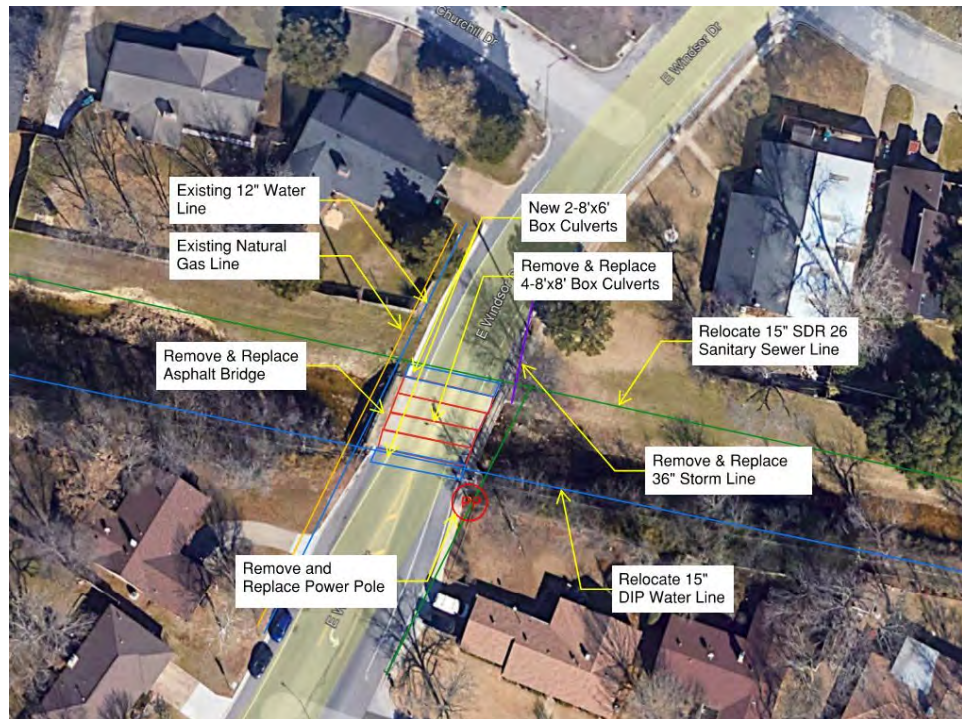 Churchill Dr
E Windsor Dr
Existing 12" Water
Line
New 2-8'x6'
Box Culverts
Existing Natural
Gas Line
Remove & Replace
4-8'x8' Box Culverts
E Windsor D
Relocate 15" SDR 26
Sanitary Sewer Line
Remove & Replace
Asphalt Bridge
Remove & Replace
36" Storm Line
Remove and
Replace Power Pole
Relocate 15"
DIP Water Line
E W